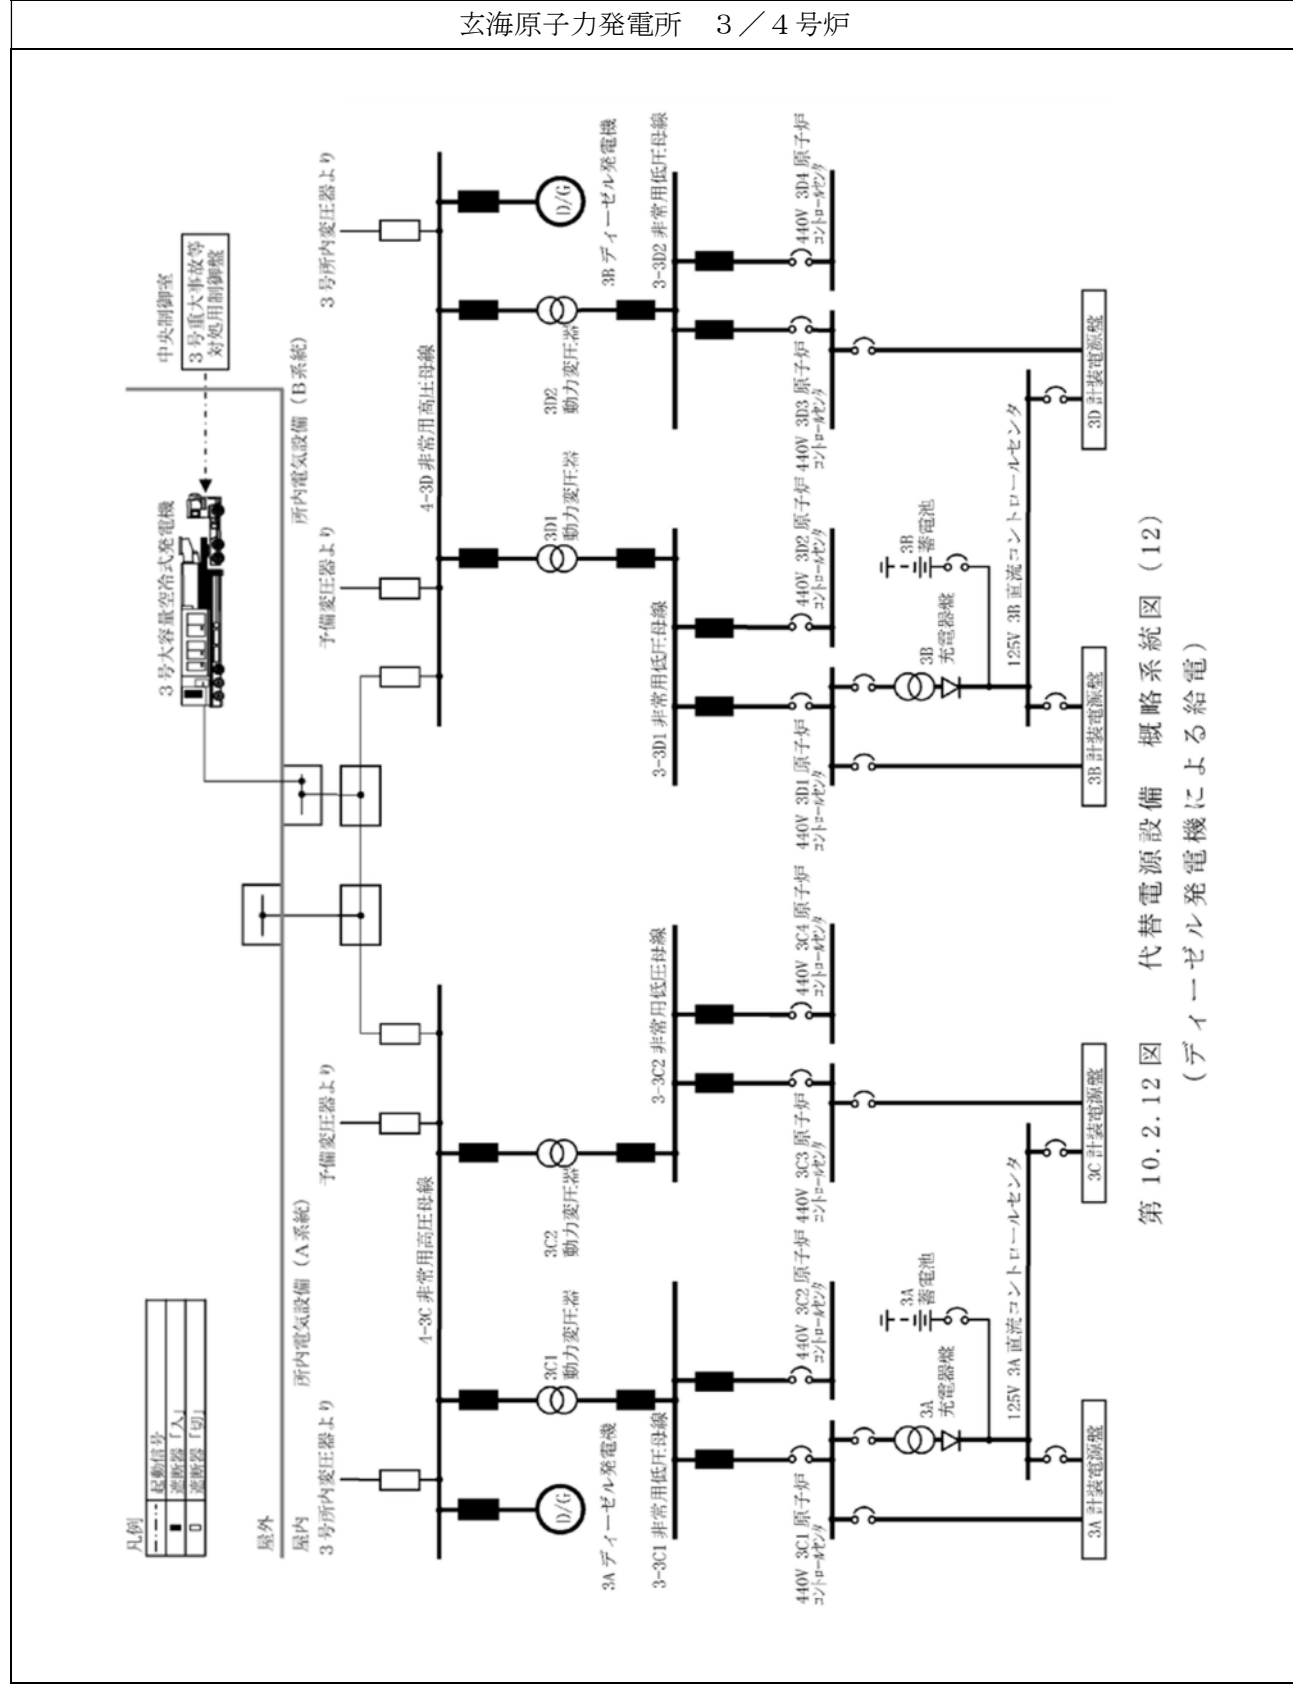 玄海原子力発電所　３／４号炉
凡例
起動信号
遮断器「入」
遮断器「切」
屋外
屋内
中央制御室
3号重大事故等
対処用制御盤
3号大容量空冷式発電機
所内電気設備（A系統）
所内電気設備（B系統）
3号所内変圧器より
予備変圧器より
予備変圧器より
3号所内変圧器より
4-3C 非常用高圧母線
4-3D 非常用高圧母線
D/G
3A ディーゼル発電機
3C1
動力変圧器
3C2
動力変圧器
3D1
動力変圧器
3D2
動力変圧器
D/G
3B ディーゼル発電機
3-3C1 非常用低圧母線
3-3C2 非常用低圧母線
3-3D1 非常用低圧母線
3-3D2 非常用低圧母線
440V 3C1 原子炉
コントロールセンタ
440V 3C2 原子炉
コントロールセンタ
440V 3C3 原子炉
コントロールセンタ
440V 3C4 原子炉
コントロールセンタ
440V 3D1 原子炉
コントロールセンタ
440V 3D2 原子炉
コントロールセンタ
440V 3D3 原子炉
コントロールセンタ
440V 3D4 原子炉
コントロールセンタ
3A
充電器盤
3A
蓄電池
3B
充電器盤
3B
蓄電池
125V 3A 直流コントロールセンタ
125V 3B 直流コントロールセンタ
3A 計装電源盤
3C 計装電源盤
3B 計装電源盤
3D 計装電源盤
第 10.2.12 図　代替電源設備　概略系統図（12）
（ディーゼル発電機による給電）